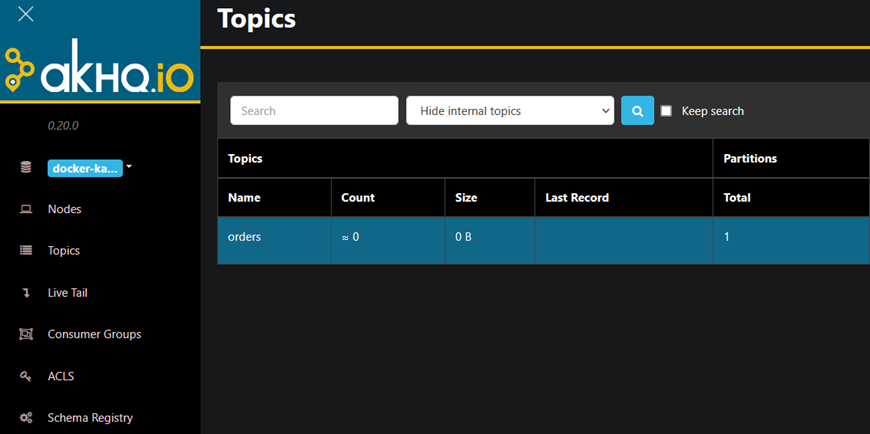 Topics
akHQ.iO
0.20.0
docker-ka...
Nodes
Topics
Live Tail
Consumer Groups
ACLS
Schema Registry
Search
Hide internal topics
Keep search
Topics Partitions
Name Count Size Last Record Total
orders ≈ 0 0 B 1